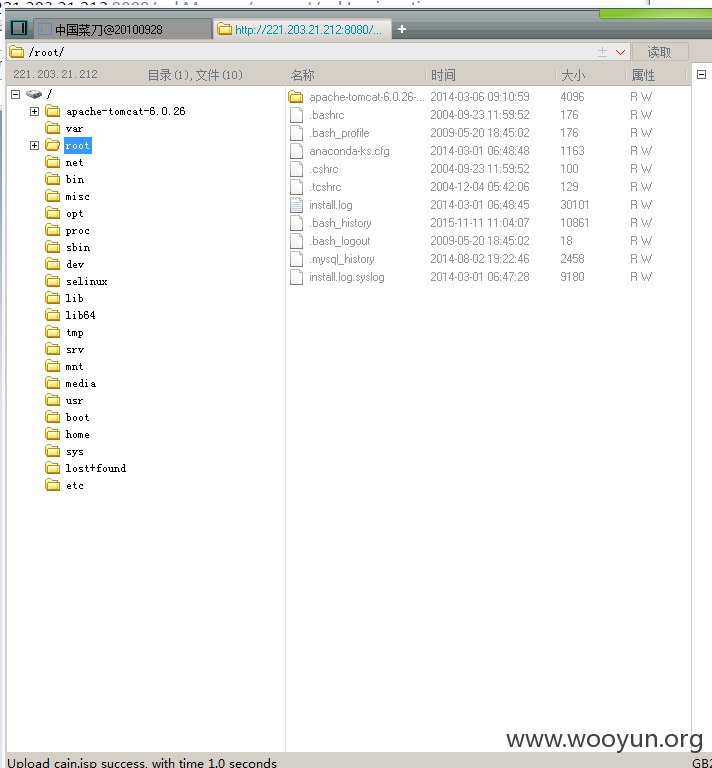 中国菜刀@20100928 http://221.203.21.212:8080/... +
/root/ 读取
221.203.21.212 目录(1),文件(10) 名称 时间 大小 属性
/
apache-tomcat-6.0.26
var
root
net
bin
misc
opt
proc
sbin
dev
selinux
lib
lib64
tmp
srv
mnt
media
usr
boot
home
sys
lost+found
etc
apache-tomcat-6.0.26-... 2014-03-06 09:10:59 4096 R W
.bashrc 2004-09-23 11:59:52 176 R W
.bash_profile 2009-05-20 18:45:02 176 R W
anaconda-ks.cfg 2014-03-01 06:48:48 1163 R W
.cshrc 2004-09-23 11:59:52 100 R W
.tcshrc 2004-12-04 05:42:06 129 R W
install.log 2014-03-01 06:48:45 30101 R W
.bash_history 2015-11-11 11:04:07 10861 R W
.bash_logout 2009-05-20 18:45:02 18 R W
.mysql_history 2014-08-02 19:22:46 2458 R W
install.log.syslog 2014-03-01 06:47:28 9180 R W
www.wooyun.org
Upload cain.jsp success, with time 1.0 seconds GB2